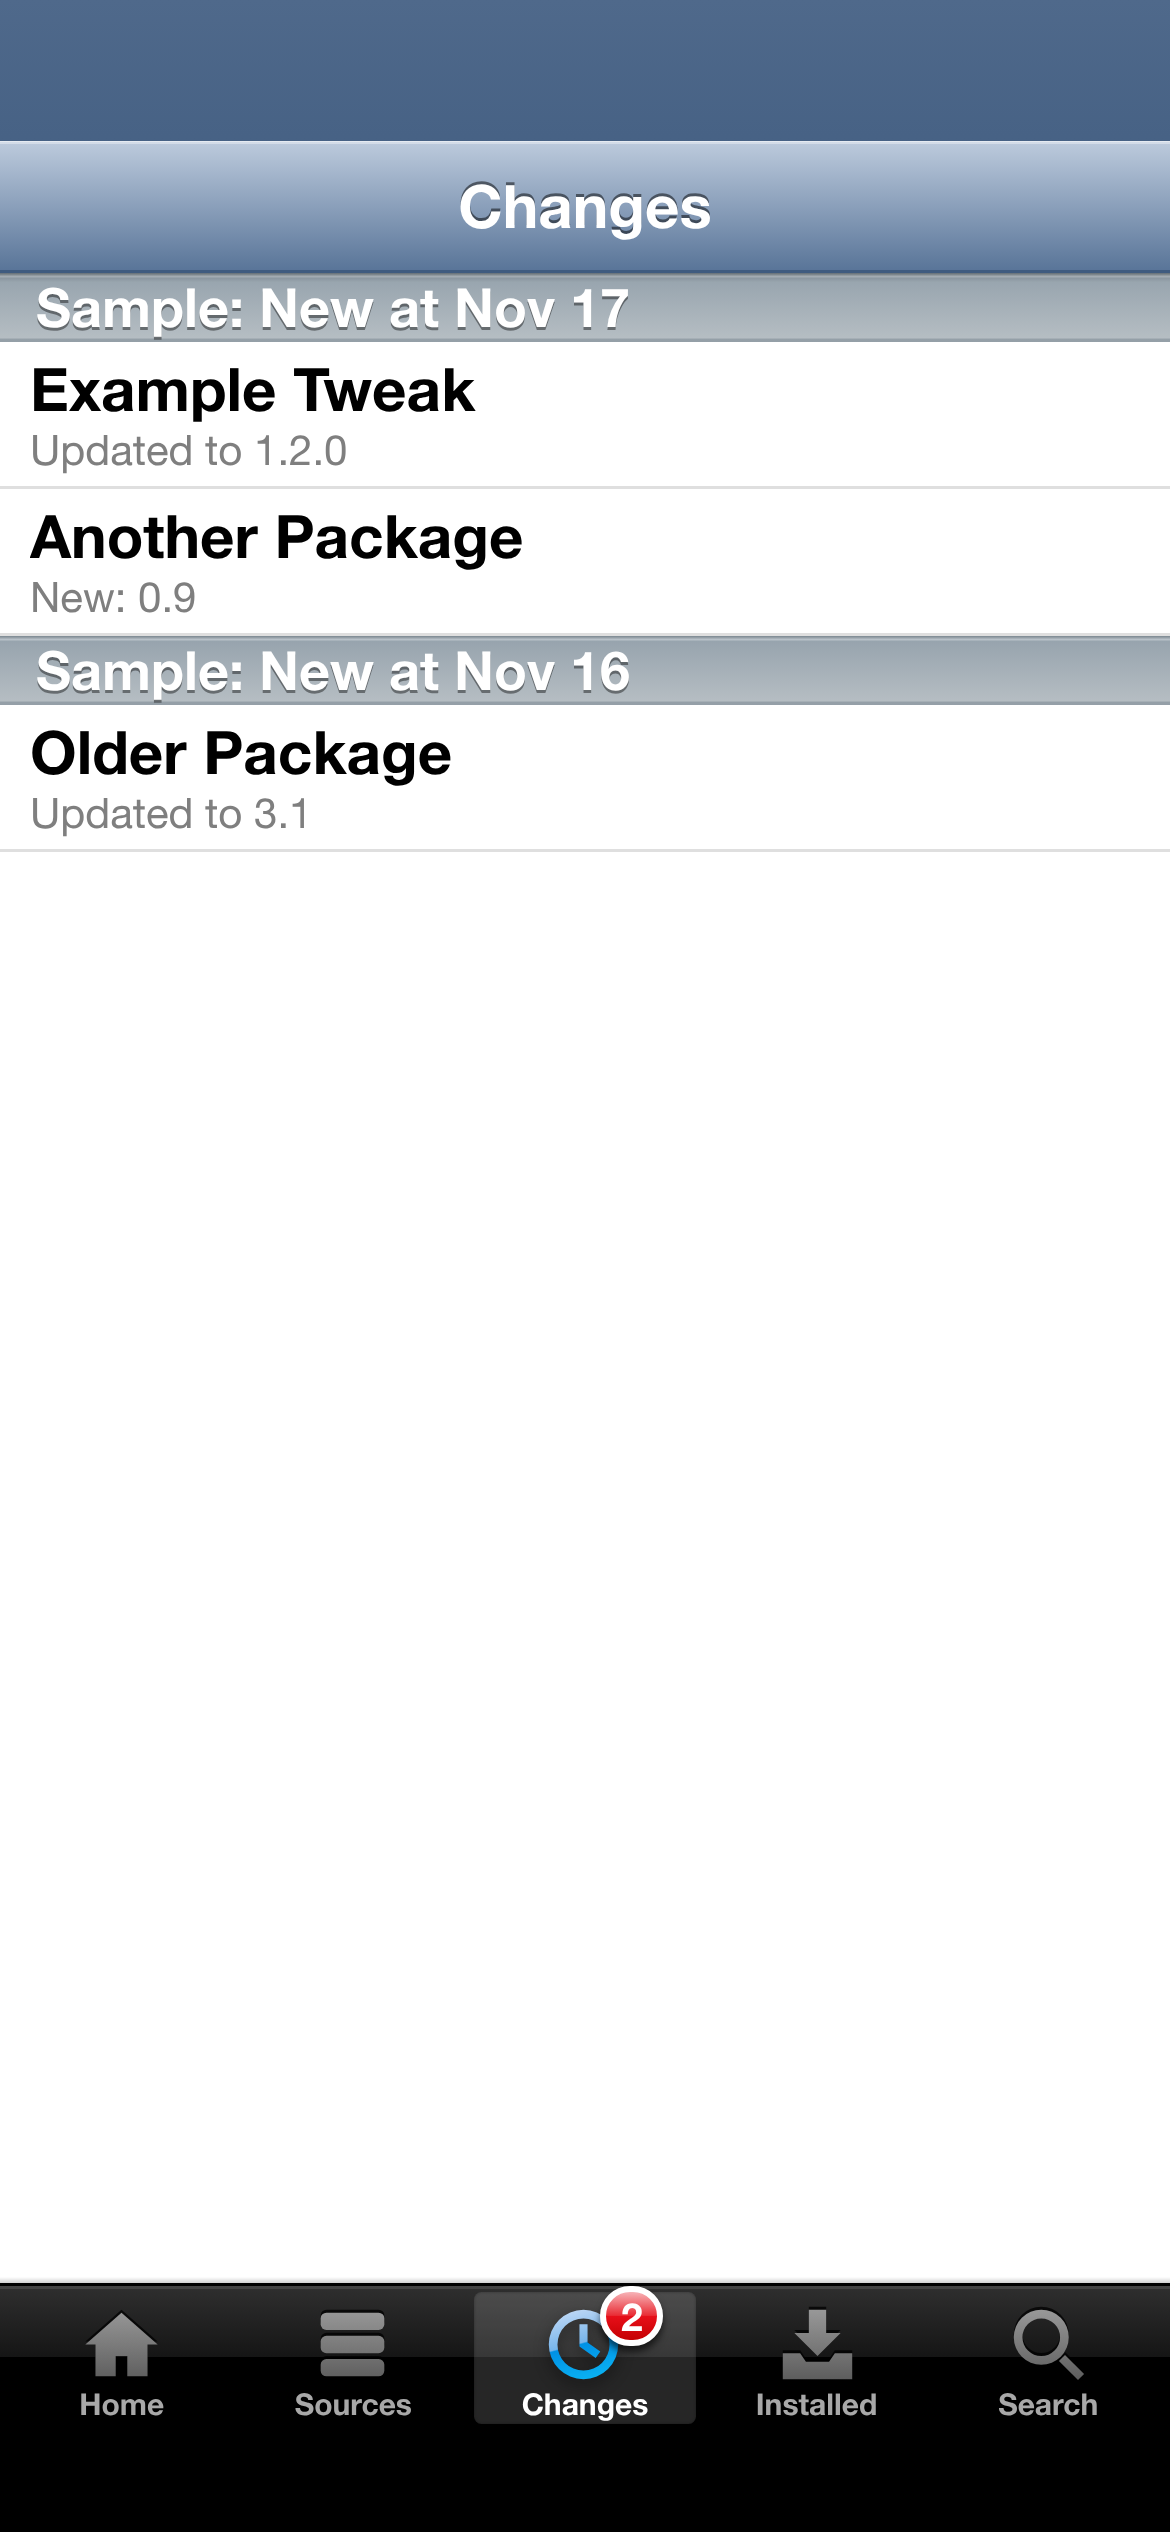 Changes
Sample: New at Nov 17
Example Tweak
Updated to 1.2.0
Another Package
New: 0.9
Sample: New at Nov 16
Older Package
Updated to 3.1
2
Home
Sources
Changes
Installed
Search